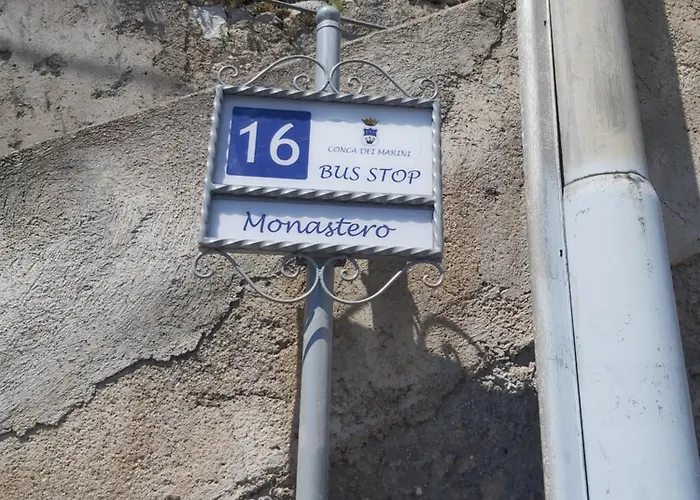 16
CONCA DEI MARINI
BUS STOP
Monastero